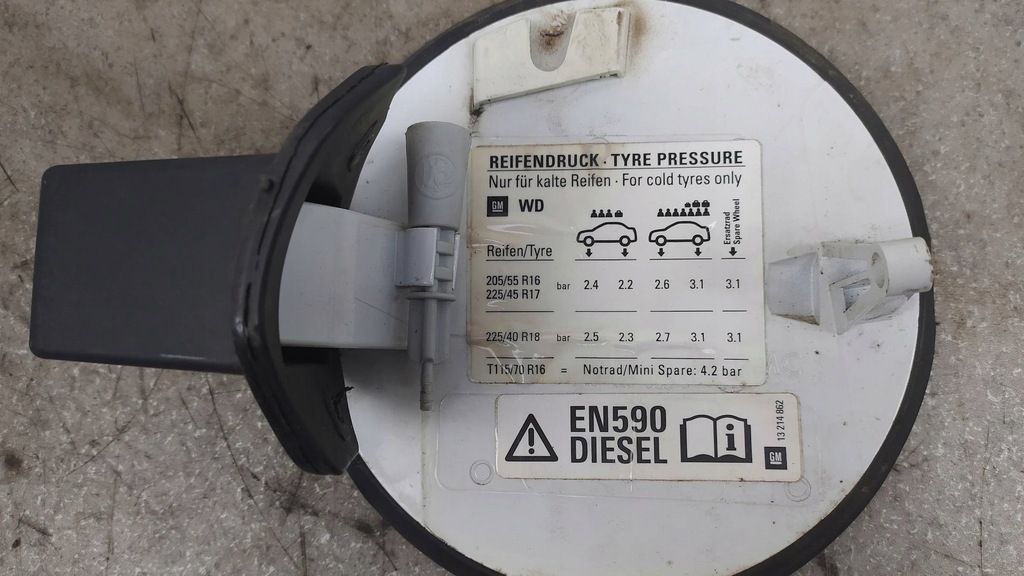 REIFENDRUCK · TYRE PRESSURE
Nur für kalte Reifen · For cold tyres only
GM WD
Ersatzrad
Spare Wheel
Reifen/Tyre
205/55 R16
225/45 R17 bar 2.4 2.2 2.6 3.1 3.1
225/40 R18 bar 2.5 2.3 2.7 3.1 3.1
T115/70 R16 = Notrad/Mini Spare: 4.2 bar
EN590
DIESEL
i
GM
13 214 862